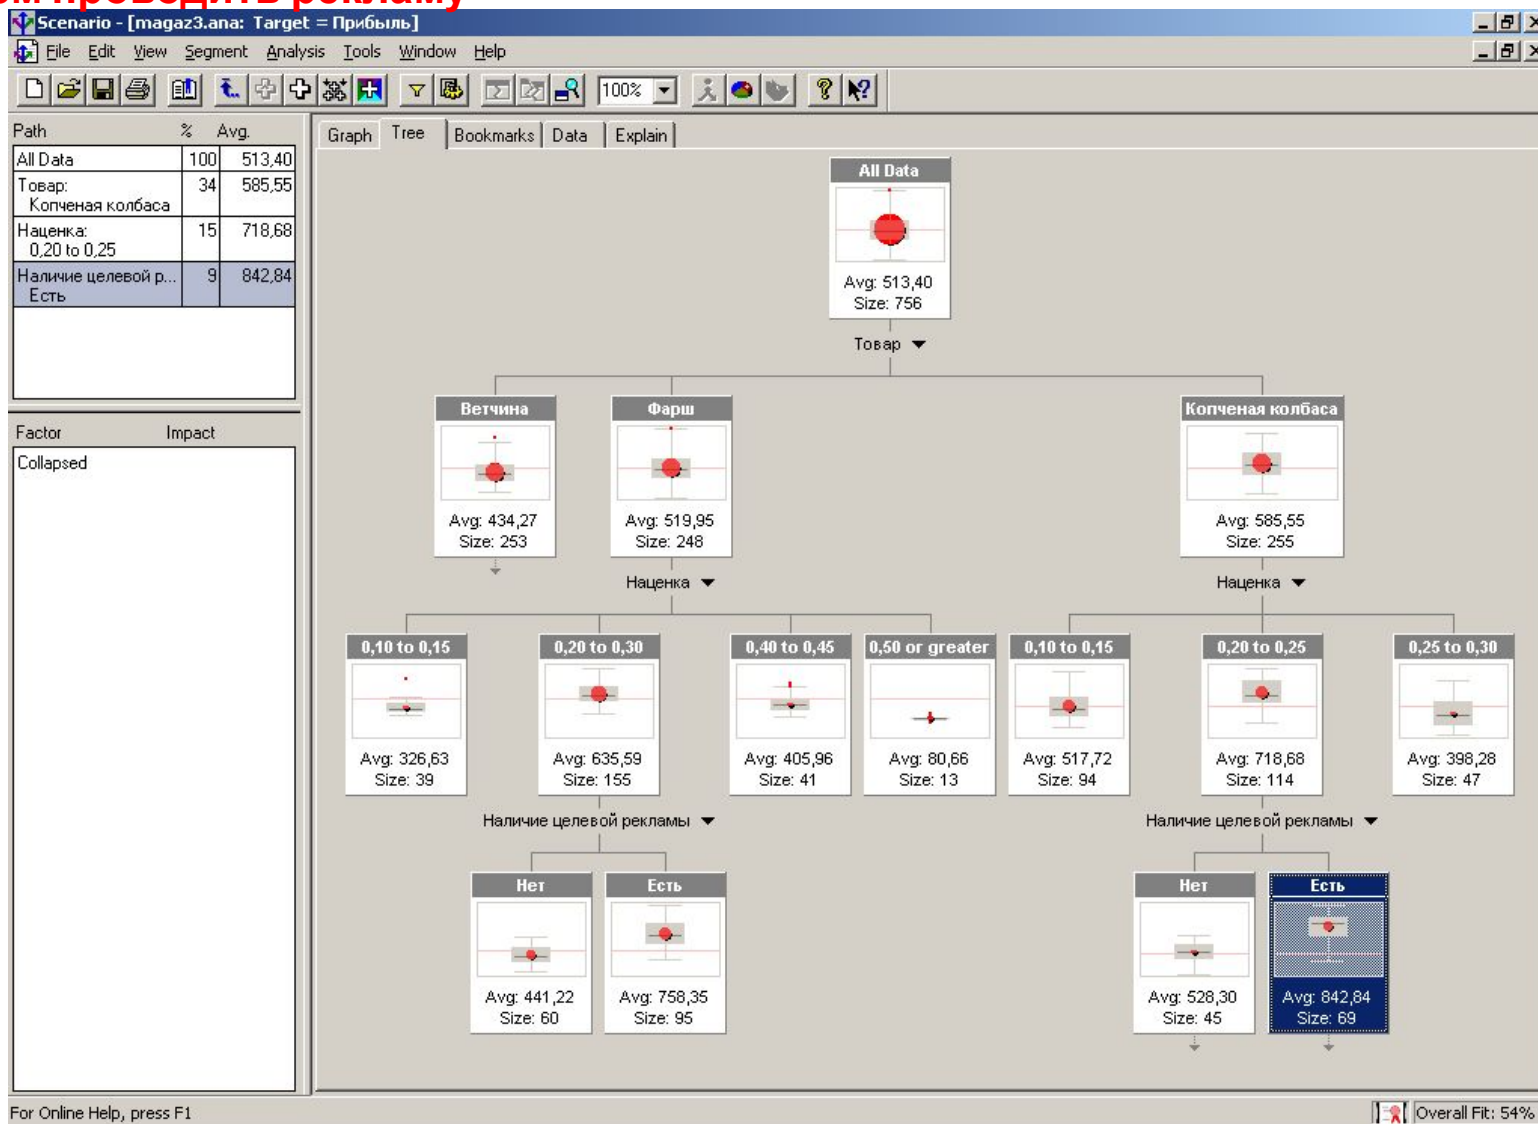 ом проводить рекламу
Scenario - [magaz3.ana: Target = Прибыль]
File Edit View Segment Analysis Tools Window Help
100%
Path % Avg.
All Data 100 513,40
Товар: 34 585,55
Копченая колбаса
Наценка: 15 718,68
0,20 to 0,25
Наличие целевой р... 9 842,84
Есть
Factor Impact
Collapsed
Graph Tree Bookmarks Data Explain
All Data
Avg: 513,40
Size: 756
Товар
Ветчина Фарш Копченая колбаса
Avg: 434,27 Avg: 519,95 Avg: 585,55
Size: 253 Size: 248 Size: 255
Наценка Наценка
0,10 to 0,15 0,20 to 0,30 0,40 to 0,45 0,50 or greater 0,10 to 0,15 0,20 to 0,25 0,25 to 0,30
Avg: 326,63 Avg: 635,59 Avg: 405,96 Avg: 80,66 Avg: 517,72 Avg: 718,68 Avg: 398,28
Size: 39 Size: 155 Size: 41 Size: 13 Size: 94 Size: 114 Size: 47
Наличие целевой рекламы Наличие целевой рекламы
Нет Есть Нет Есть
Avg: 441,22 Avg: 758,35 Avg: 528,30 Avg: 842,84
Size: 60 Size: 95 Size: 45 Size: 69
For Online Help, press F1 Overall Fit: 54%